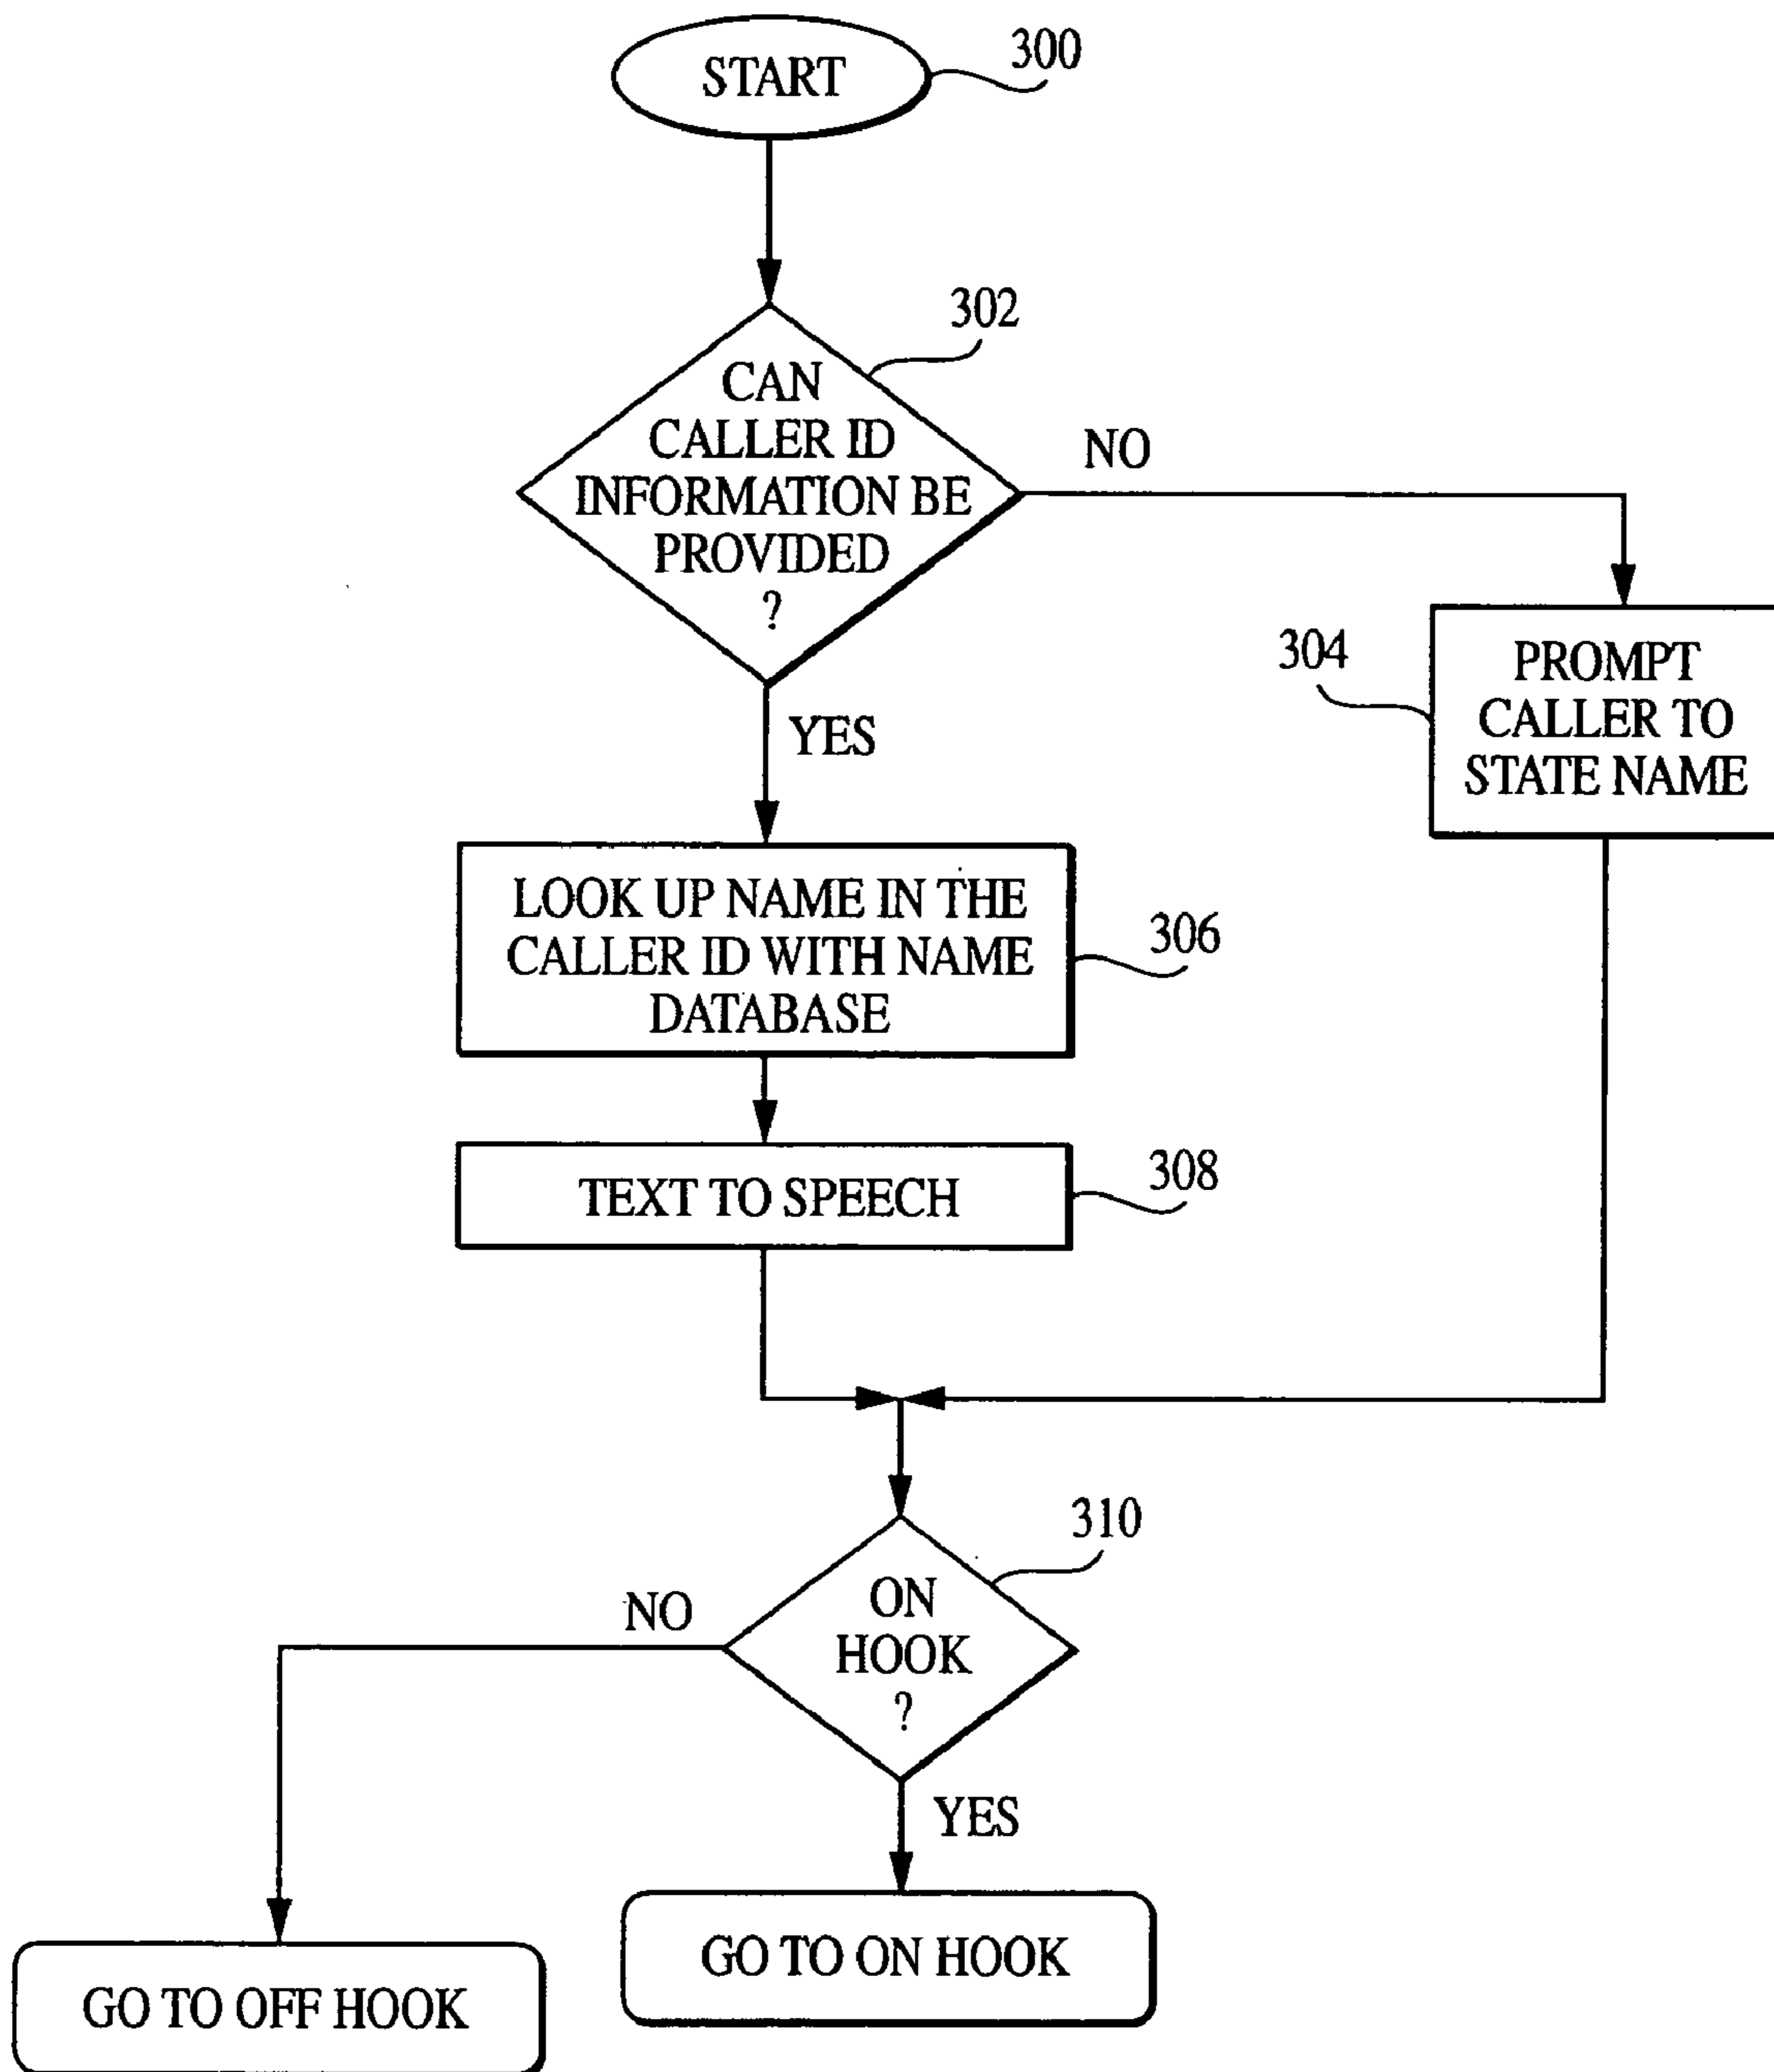 START
300
302
CAN
CALLER ID
INFORMATION BE
PROVIDED
?
NO
YES
304
PROMPT
CALLER TO
STATE NAME
LOOK UP NAME IN THE
CALLER ID WITH NAME
DATABASE
306
TEXT TO SPEECH
308
310
ON
HOOK
?
NO
YES
GO TO ON HOOK
GO TO OFF HOOK